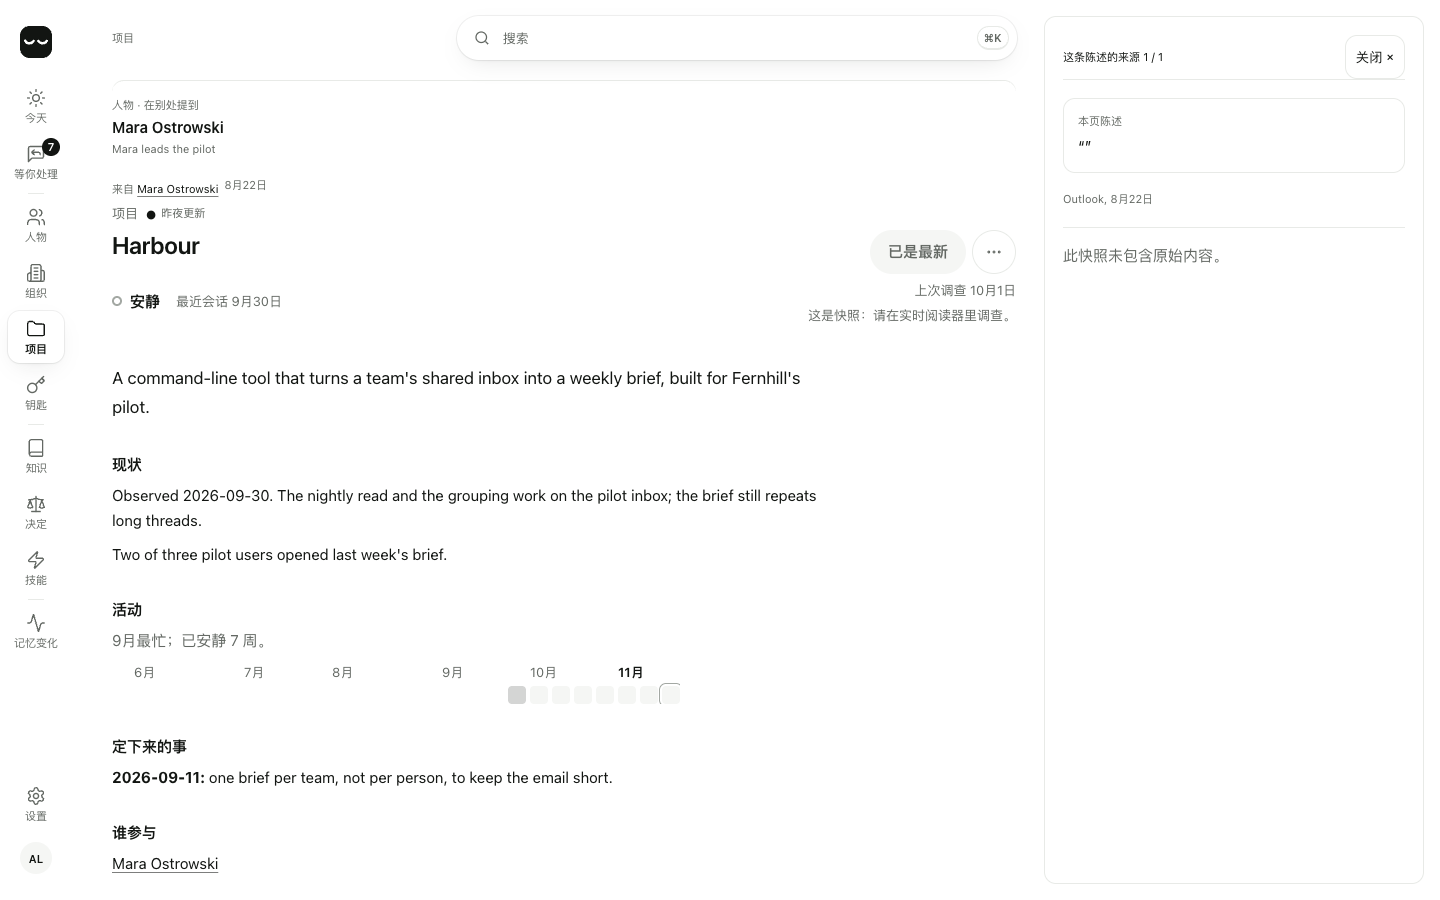 今天
7
等你处理
人物
组织
项目
钥匙
知识
决定
技能
记忆变化
设置
AL
项目
搜索
⌘K
人物 · 在别处提到
Mara Ostrowski
Mara leads the pilot
来自 Mara Ostrowski 8月22日
项目 ● 昨夜更新
Harbour
已是最新
···
安静 最近会话 9月30日
上次调查 10月1日
这是快照：请在实时阅读器里调查。
A command-line tool that turns a team's shared inbox into a weekly brief, built for Fernhill's
pilot.
现状
Observed 2026-09-30. The nightly read and the grouping work on the pilot inbox; the brief still repeats
long threads.
Two of three pilot users opened last week's brief.
活动
9月最忙；已安静 7 周。
6月 7月 8月 9月 10月 11月
定下来的事
2026-09-11: one brief per team, not per person, to keep the email short.
谁参与
Mara Ostrowski
这条陈述的来源 1 / 1
关闭 ×
本页陈述
“”
Outlook, 8月22日
此快照未包含原始内容。